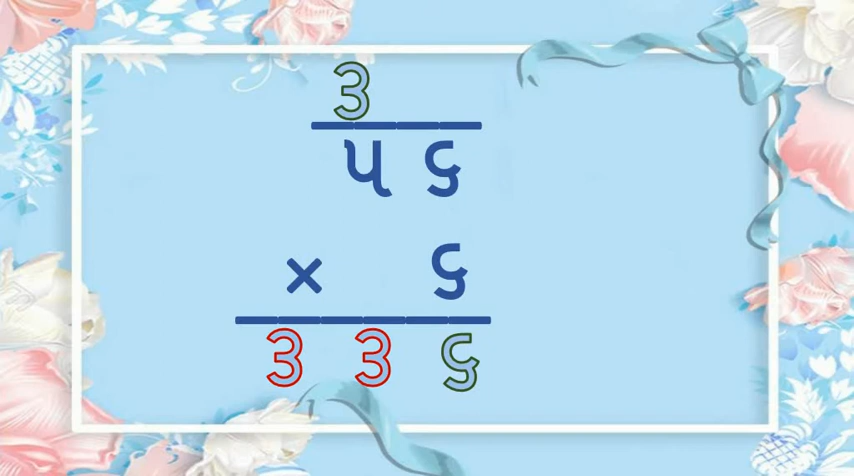 ૩
૫ ૬
× ૬
૩ ૩ ૬